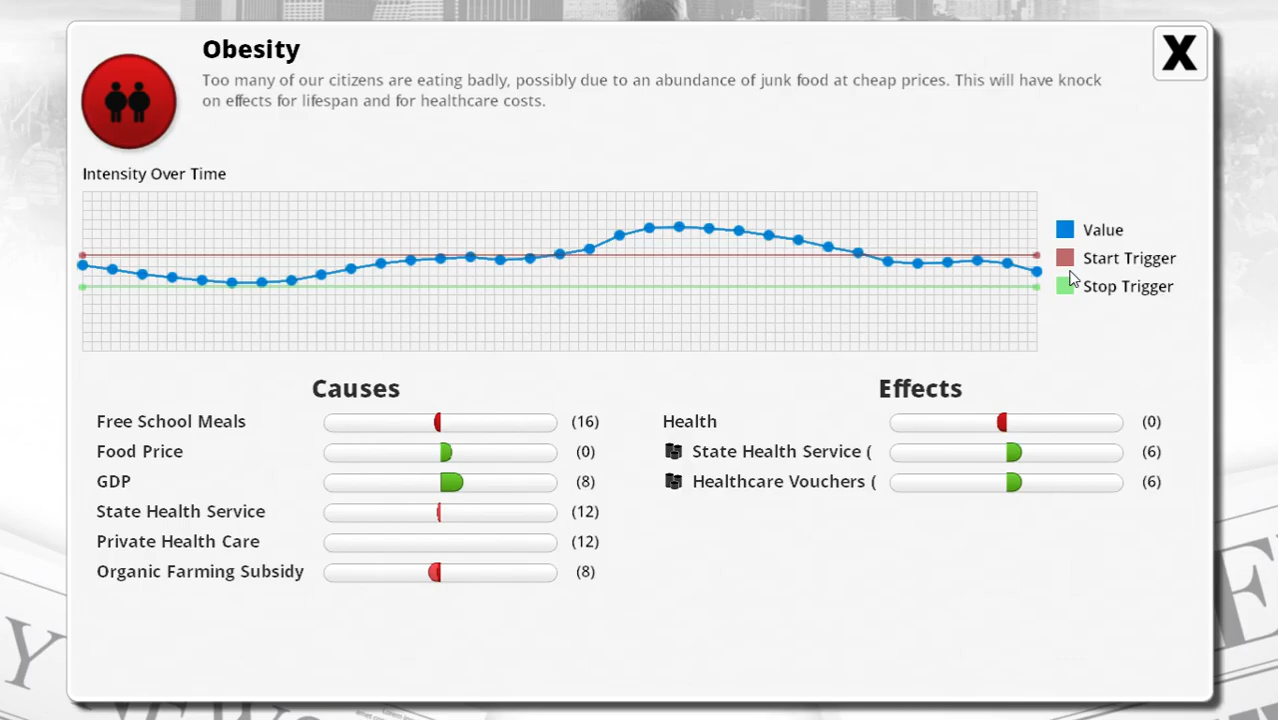 Obesity
X
Too many of our citizens are eating badly, possibly due to an abundance of junk food at cheap prices. This will have knock
on effects for lifespan and for healthcare costs.
Intensity Over Time
Value
Start Trigger
Stop Trigger
Causes
Free School Meals (16)
Food Price (0)
GDP (8)
State Health Service (12)
Private Health Care (12)
Organic Farming Subsidy (8)
Effects
Health (0)
State Health Service ( (6)
Healthcare Vouchers ( (6)